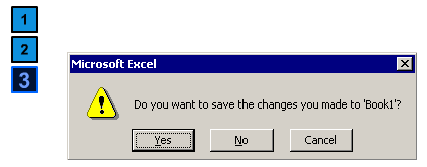 1
2
3
Microsoft Excel
Do you want to save the changes you made to 'Book1'?
Yes No Cancel